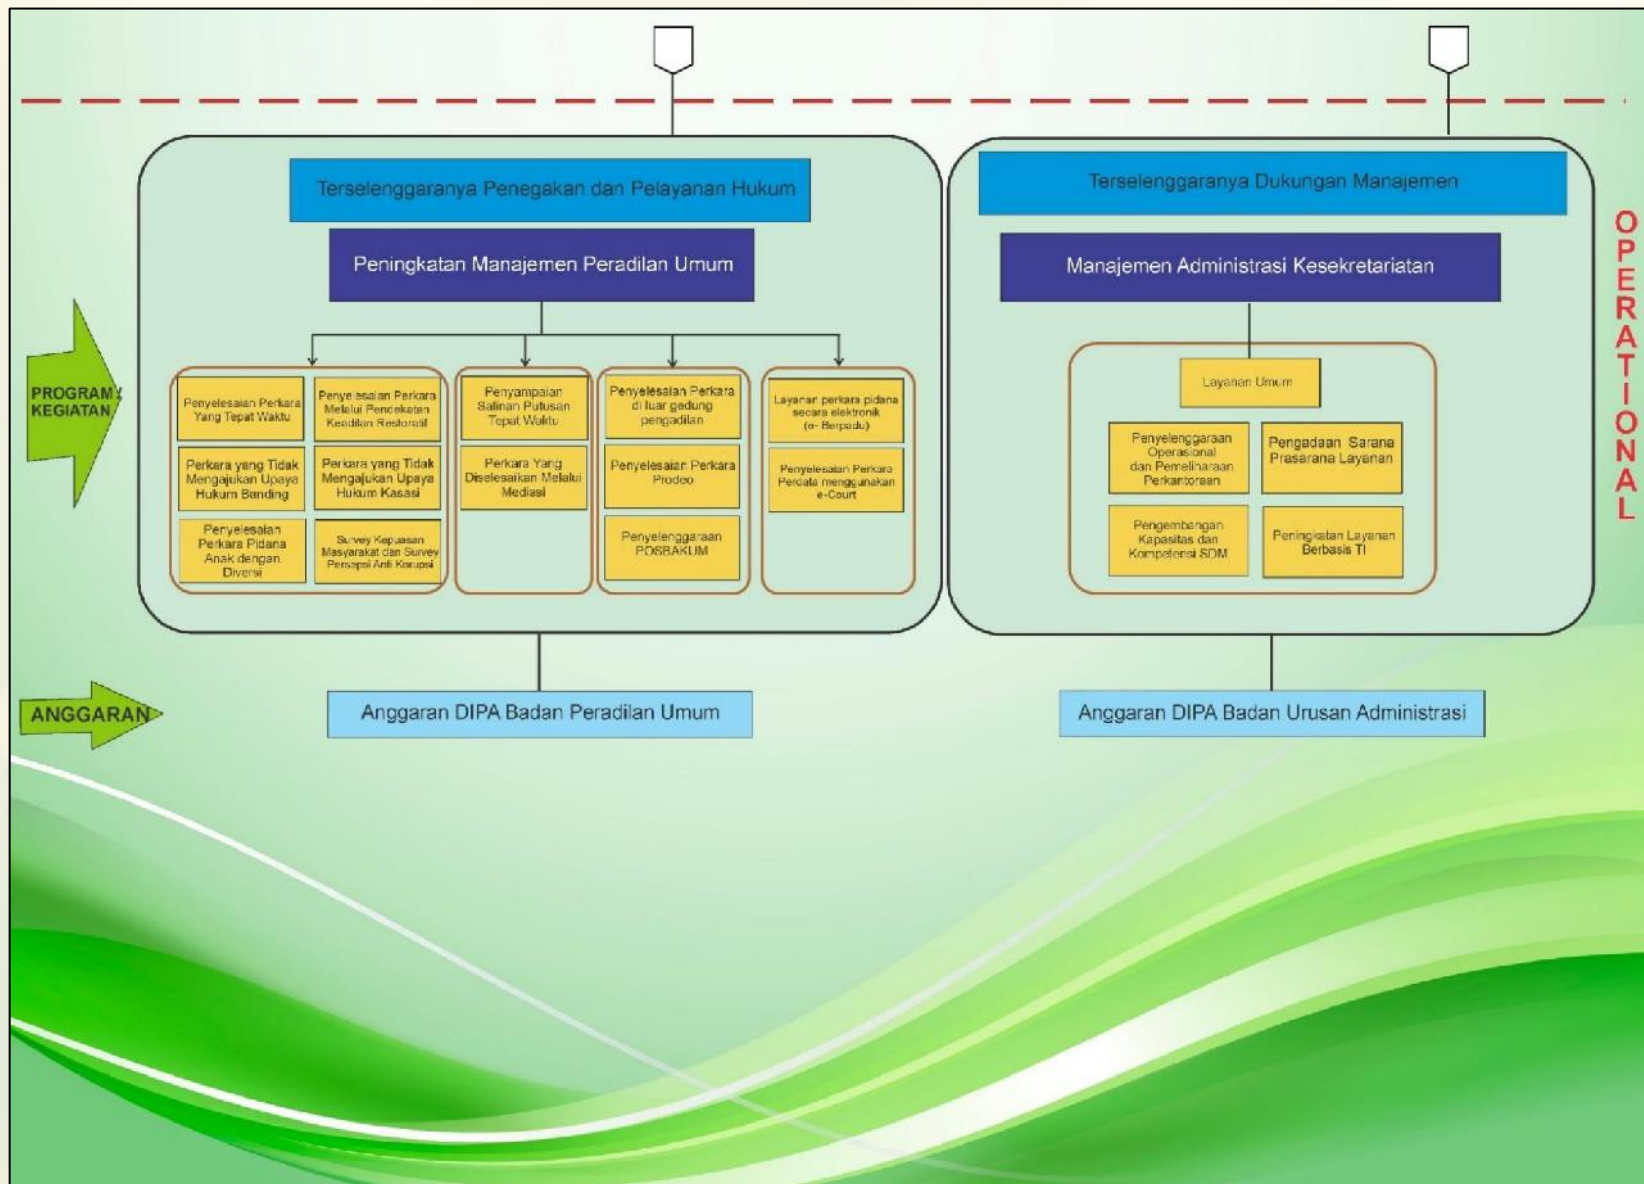 Terselenggaranya Penegakan dan Pelayanan Hukum
Peningkatan Manajemen Peradilan Umum
PROGRAM/
KEGIATAN
Penyelesaian Perkara
Yang Tepat Waktu
Penyelesaian Perkara
Melalui Pencekatan
Keadilan Restoratif
Perkara yang Tidak
Mengajukan Upaya
Hukum Banding
Perkara yang Tidak
Mengajukan Upaya
Hukum Kasasi
Penyelesaian
Perkara Pidana
Anak dengan
Diversi
Survey Kepuasan
Masyarakat dan Survey
Persepsi Anti Korupsi
Penyampaian
Salinan Putusan
Tepat Waktu
Perkara Yang
Diselesaikan Melalui
Mediasi
Penyelesaian Perkara
di luar gedung
pengadilan
Penyelesaian Perkara
Prodeo
Penyelenggaraan
POSBAKUM
Layanan perkara pidana
secara elektronik
(e- Berpadu)
Penyelesaian Perkara
Perdata menggunakan
e-Court
Terselenggaranya Dukungan Manajemen
Manajemen Administrasi Kesekretariatan
Layanan Umum
Penyelenggaraan
Operasional
dan Pemeliharaan
Perkantoraan
Pengadaan Sarana
Prasarana Layanan
Pengembangan
Kapasitas dan
Kompetensi SDM
Peningkatan Layanan
Berbasis TI
OPERATIONAL
ANGGARAN
Anggaran DIPA Badan Peradilan Umum
Anggaran DIPA Badan Urusan Administrasi